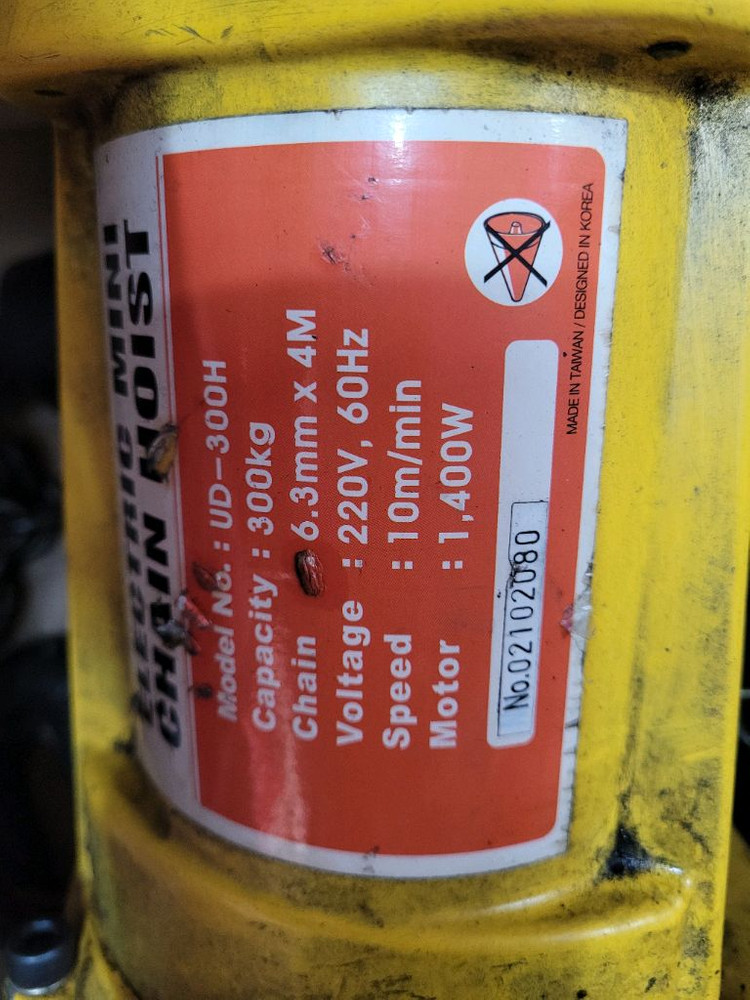 ELECTRIC MINI
CHAIN HOIST
Model No. : UD-300H
Capacity : 300kg
Chain : 6.3mm x 4M
Voltage : 220V, 60Hz
Speed : 10m/min
Motor : 1,400W
No.02102080
MADE IN TAIWAN / DESIGNED IN KOREA